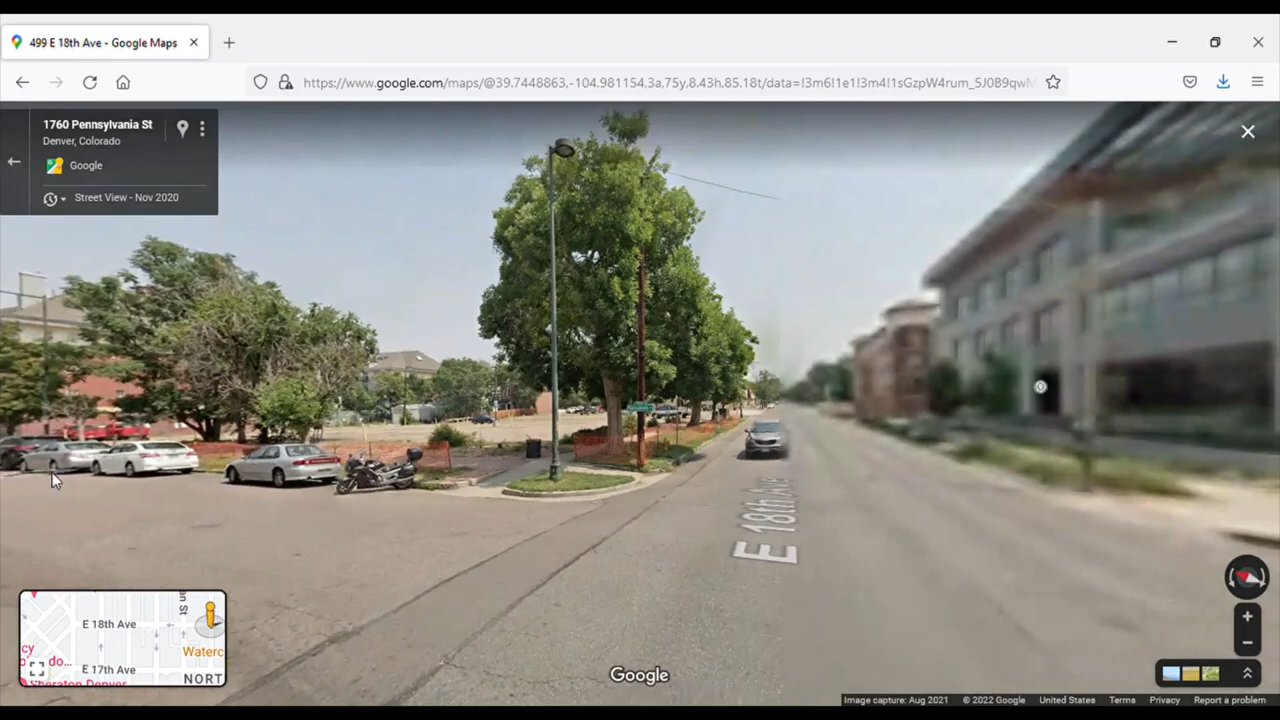 499 E 18th Ave - Google Maps
https://www.google.com/maps/@39.7448863,-104.981154,3a,75y,8.43h,85.18t/data=!3m6!1e1!3m4!1sGzpW4rum_5J0B9qwM
1760 Pennsylvania St
Denver, Colorado
Google
Street View - Nov 2020
E 18th Ave
E 18th Ave
Waterc
E 17th Ave
Sheraton Denver
NORT
Google
Image capture: Aug 2021 © 2022 Google United States Terms Privacy Report a problem